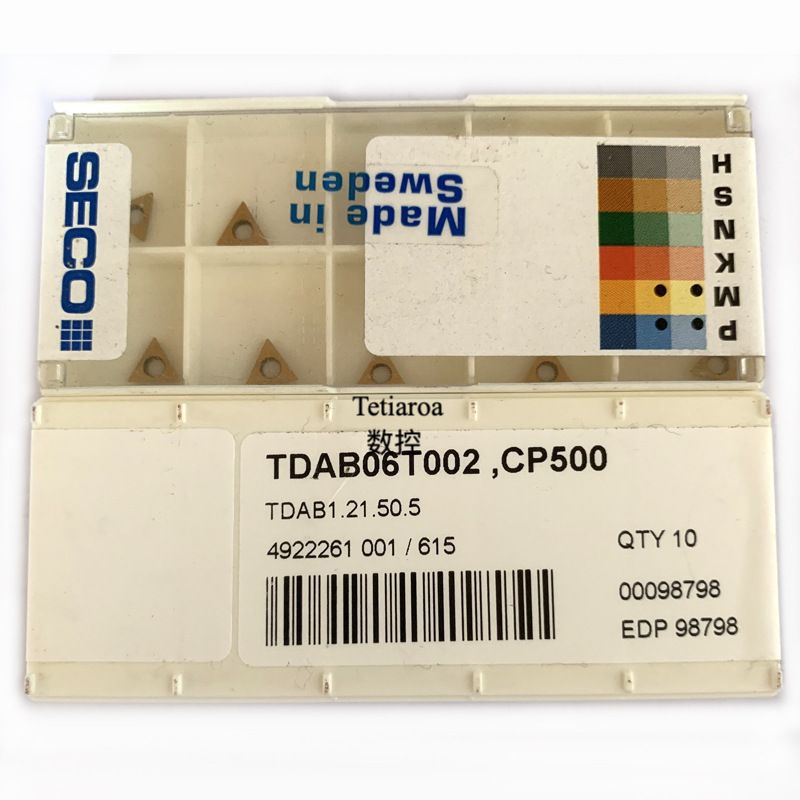 SECO
Made in
Sweden
P
M
K
N
S
H
Tetiaroa
数控
TDAB06T002 ,CP500
TDAB1.21.50.5
4922261 001 / 615
QTY 10
00098798
EDP 98798